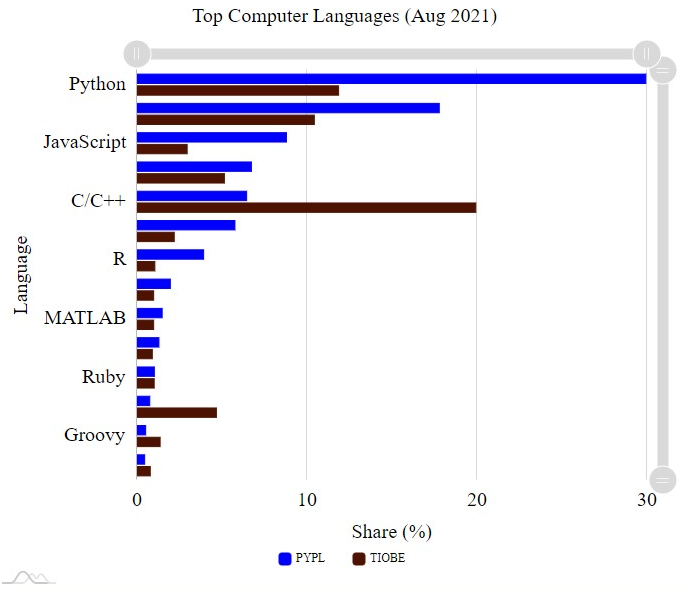 Top Computer Languages (Aug 2021)
Python
JavaScript
C/C++
R
MATLAB
Ruby
Groovy
Language
0 10 20 30
Share (%)
PYPL TIOBE